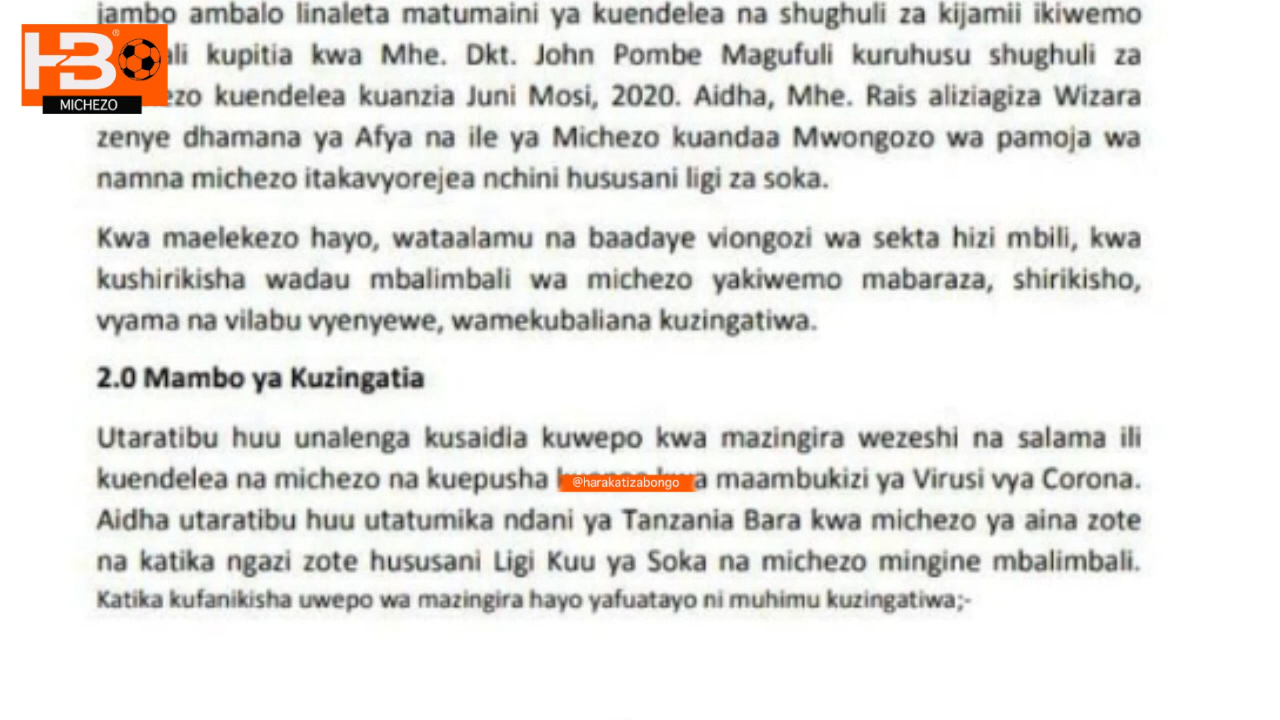 jambo ambalo linaleta matumaini ya kuendelea na shughuli za kijamii ikiwemo
HB®
ali kupitia kwa Mhe. Dkt. John Pombe Magufuli kuruhusu shughuli za
ezo kuendelea kuanzia Juni Mosi, 2020. Aidha, Mhe. Rais aliziagiza Wizara
MICHEZO
zenye dhamana ya Afya na ile ya Michezo kuandaa Mwongozo wa pamoja wa
namna michezo itakavyorejea nchini hususani ligi za soka.
Kwa maelekezo hayo, wataalamu na baadaye viongozi wa sekta hizi mbili, kwa
kushirikisha wadau mbalimbali wa michezo yakiwemo mabaraza, shirikisho,
vyama na vilabu vyenyewe, wamekubaliana kuzingatiwa.
2.0 Mambo ya Kuzingatia
Utaratibu huu unalenga kusaidia kuwepo kwa mazingira wezeshi na salama ili
kuendelea na michezo na kuepusha @harakatizabongo maambukizi ya Virusi vya Corona.
Aidha utaratibu huu utatumika ndani ya Tanzania Bara kwa michezo ya aina zote
na katika ngazi zote hususani Ligi Kuu ya Soka na michezo mingine mbalimbali.
Katika kufanikisha uwepo wa mazingira hayo yafuatayo ni muhimu kuzingatiwa;-